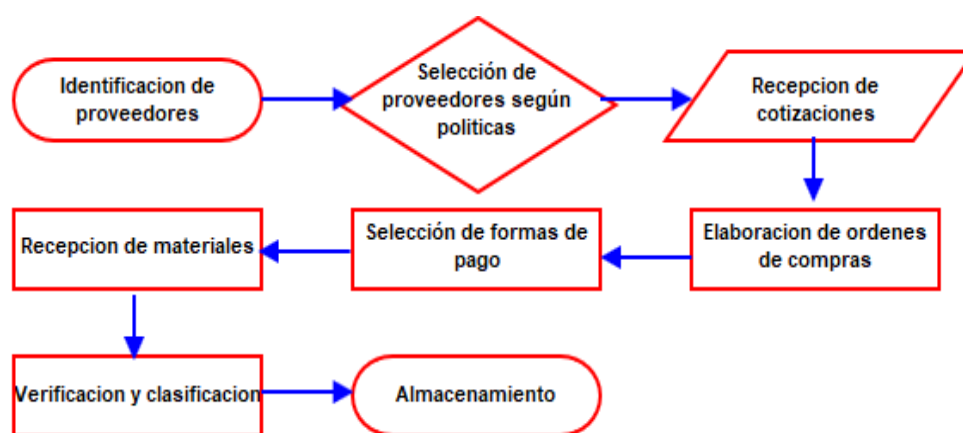 Identificacion de
proveedores
Selección de
proveedores según
politicas
Recepcion de
cotizaciones
Elaboracion de ordenes
de compras
Selección de formas de
pago
Recepcion de materiales
Verificacion y clasificacion
Almacenamiento